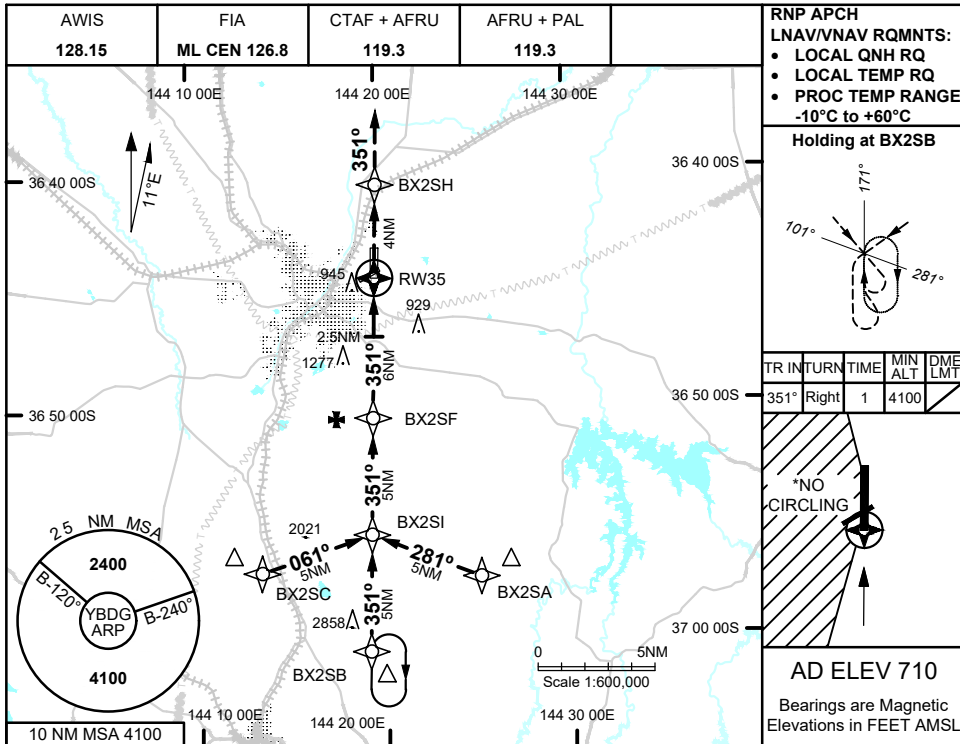 AWIS
128.15
FIA
ML CEN 126.8
CTAF + AFRU
119.3
AFRU + PAL
119.3
RNP APCH
LNAV/VNAV RQMNTS:
• LOCAL QNH RQ
• LOCAL TEMP RQ
• PROC TEMP RANGE
-10°C to +60°C
144 10 00E
144 20 00E
144 30 00E
Holding at BX2SB
171°
101°
281°
36 40 00S
36 40 00S
11°E
351°
BX2SH
4NM
945
RW35
929
2.5NM
1277
351°
6NM
TR IN
TURN
TIME
MIN ALT
DME LMT
351°
Right
1
4100
36 50 00S
36 50 00S
BX2SF
351°
5NM
*NO
CIRCLING
BX2SI
2021
061°
5NM
281°
5NM
BX2SC
BX2SA
351°
5NM
2858
BX2SB
37 00 00S
25 NM MSA
2400
B-120°
B-240°
YBDG
ARP
4100
0
5NM
Scale 1:600,000
AD ELEV 710
Bearings are Magnetic
Elevations in FEET AMSL
10 NM MSA 4100
144 10 00E
144 20 00E
144 30 00E